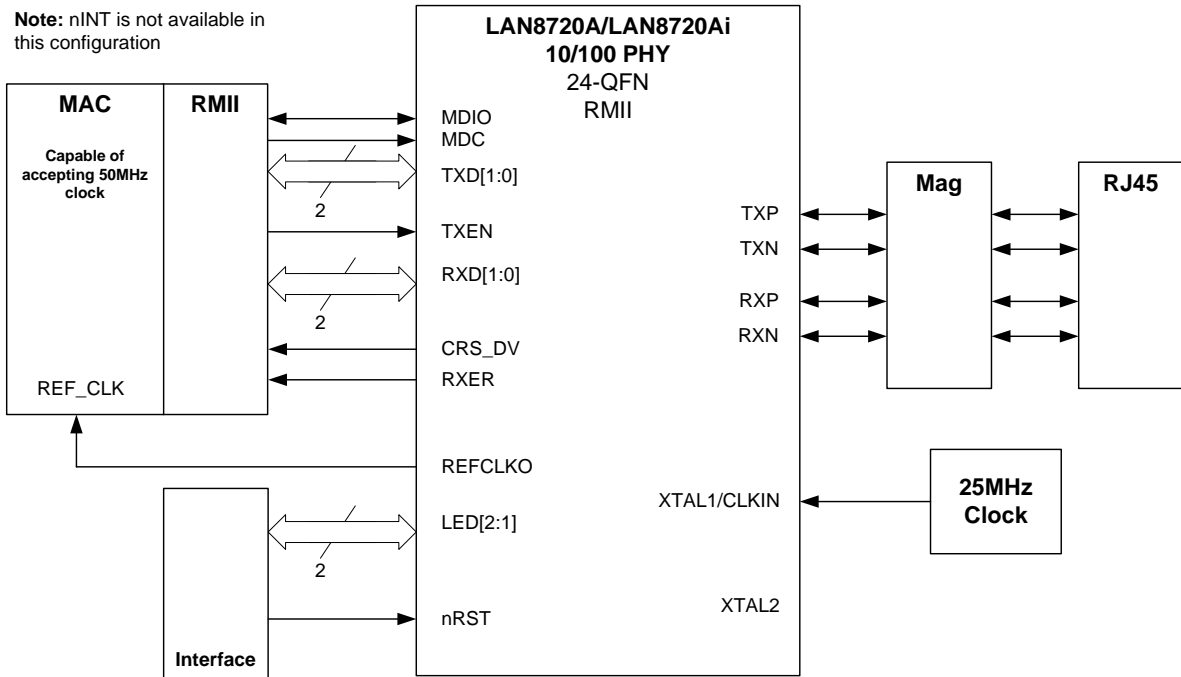 Note: nINT is not available in
this configuration
LAN8720A/LAN8720Ai
10/100 PHY
24-QFN
RMII
MAC
RMII
Capable of
accepting 50MHz
clock
REF_CLK
MDIO
MDC
TXD[1:0]
2
TXEN
RXD[1:0]
2
CRS_DV
RXER
REFCLKO
LED[2:1]
2
nRST
Interface
TXP
TXN
RXP
RXN
Mag
RJ45
XTAL1/CLKIN
25MHz
Clock
XTAL2